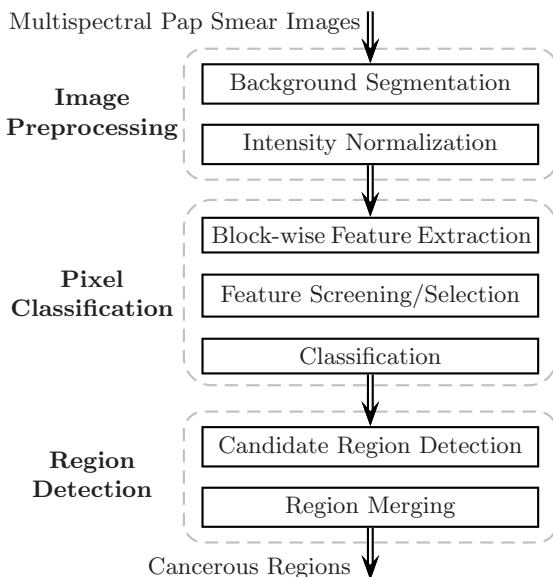 Multispectral Pap Smear Images
Image
Preprocessing
Background Segmentation
Intensity Normalization
Pixel
Classification
Block-wise Feature Extraction
Feature Screening/Selection
Classification
Region
Detection
Candidate Region Detection
Region Merging
Cancerous Regions